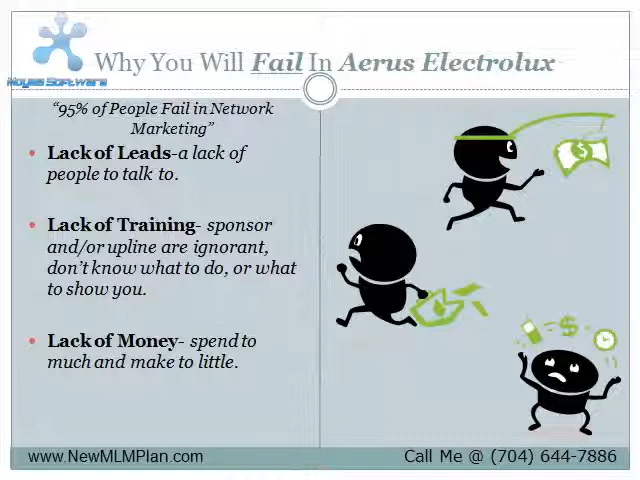 Why You Will Fail In Aerus Electrolux
Noyes Software
“95% of People Fail in Network
Marketing”
• Lack of Leads-a lack of
people to talk to.
• Lack of Training- sponsor
and/or upline are ignorant,
don’t know what to do, or what
to show you.
• Lack of Money- spend to
much and make to little.
www.NewMLMPlan.com
Call Me @ (704) 644-7886